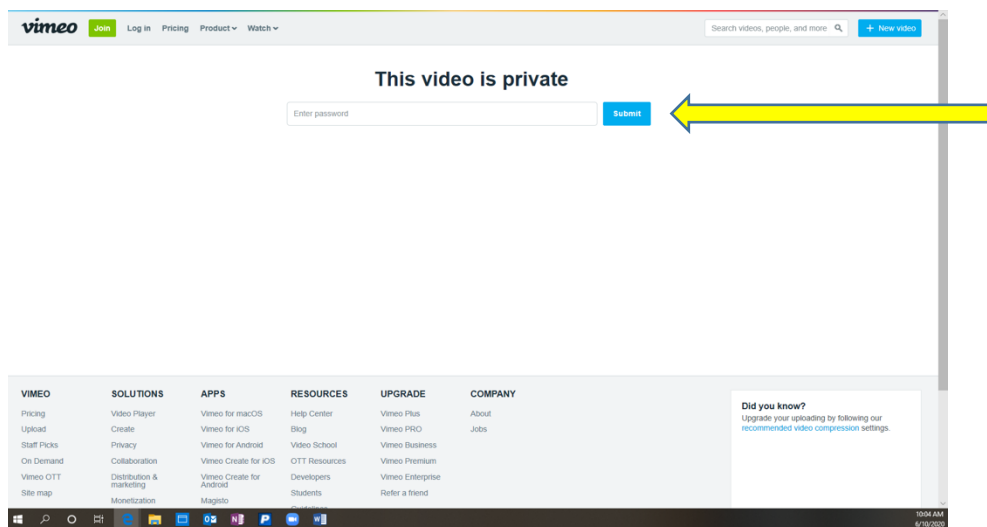 vimeo Join Log in Pricing Product Watch Search videos, people, and more + New video
This video is private
Enter password Submit
VIMEO
Pricing
Upload
Staff Picks
On Demand
Vimeo OTT
Site map
SOLUTIONS
Video Player
Create
Privacy
Collaboration
Distribution &
marketing
Monetization
APPS
Vimeo for macOS
Vimeo for iOS
Vimeo for Android
Vimeo Create for iOS
Vimeo Create for
Android
Magisto
RESOURCES
Help Center
Blog
Video School
OTT Resources
Developers
Students
Guidelines
UPGRADE
Vimeo Plus
Vimeo PRO
Vimeo Business
Vimeo Premium
Vimeo Enterprise
Refer a friend
COMPANY
About
Jobs
Did you know?
Upgrade your uploading by following our
recommended video compression settings.
10:04 AM
6/10/2020